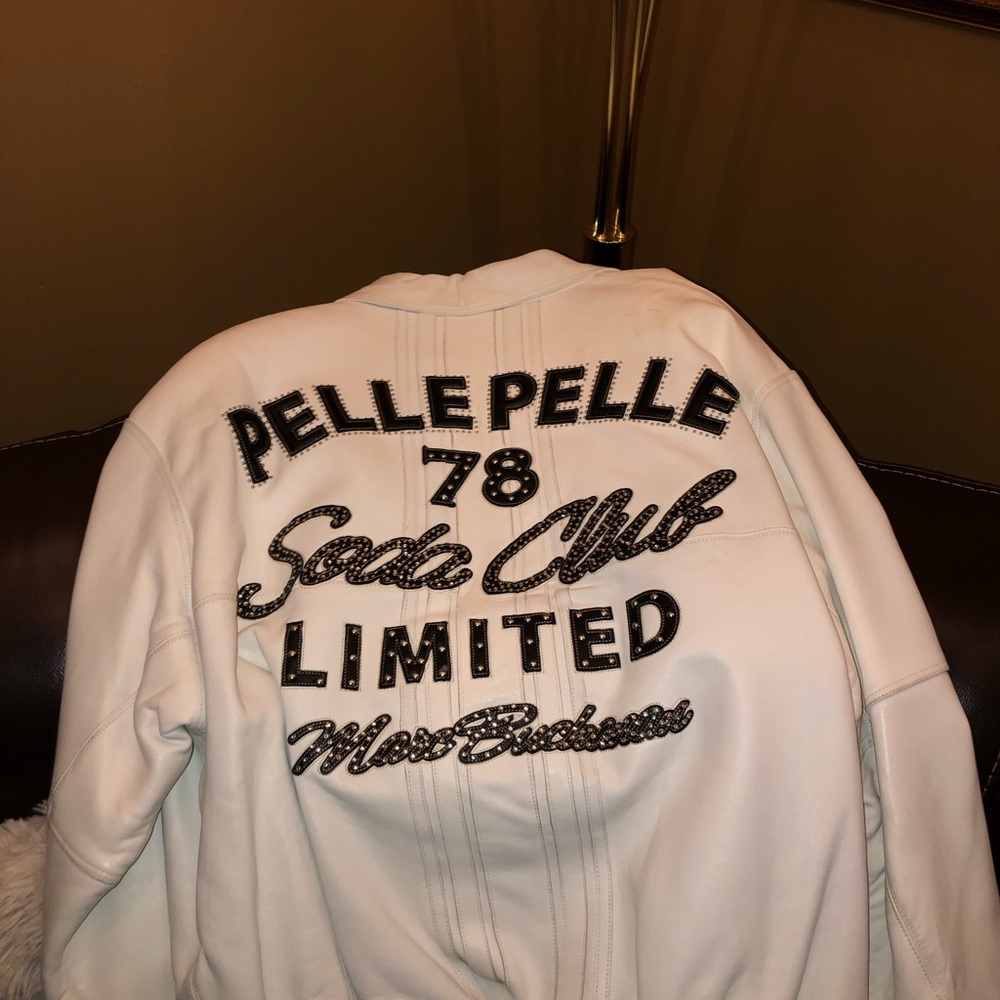 PELLE PELLE
78
Soda Club
LIMITED
Marc Buchanan